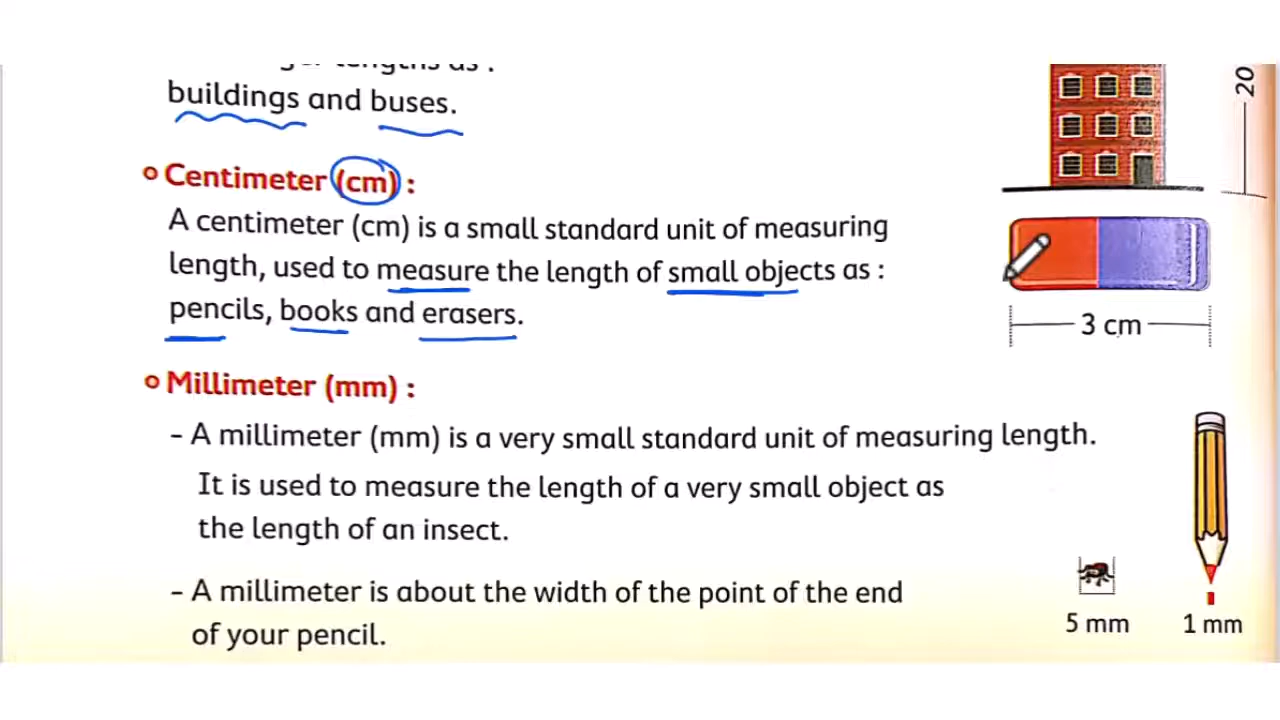 buildings and buses.
20
Centimeter (cm) :
A centimeter (cm) is a small standard unit of measuring
length, used to measure the length of small objects as :
pencils, books and erasers.
3 cm
Millimeter (mm) :
- A millimeter (mm) is a very small standard unit of measuring length.
It is used to measure the length of a very small object as
the length of an insect.
- A millimeter is about the width of the point of the end
of your pencil.
5 mm
1 mm